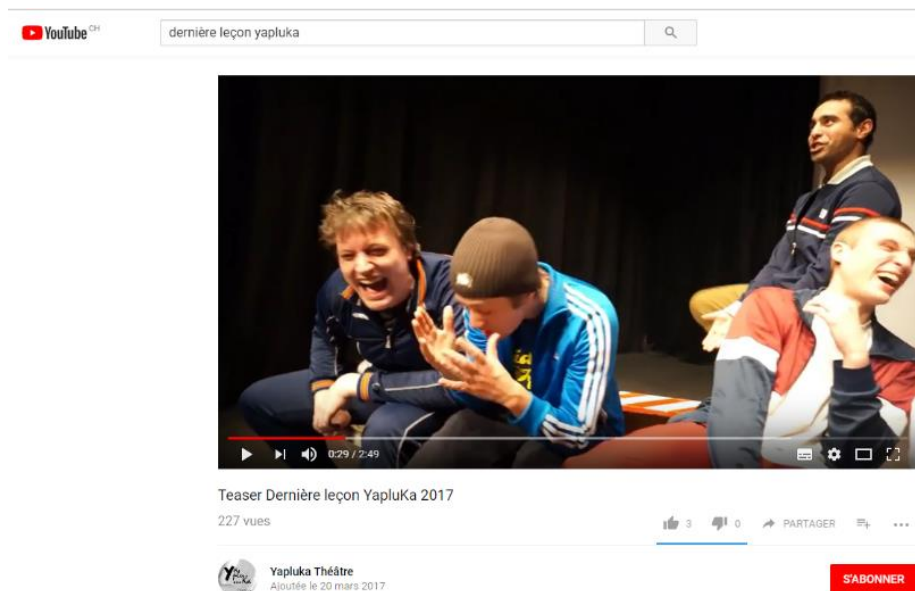 YouTube CH
dernière leçon yapluka
0:29 / 2:49
Teaser Dernière leçon YapluKa 2017
227 vues
3 0 PARTAGER
Yapluka Théâtre
Ajoutée le 20 mars 2017
S'ABONNER